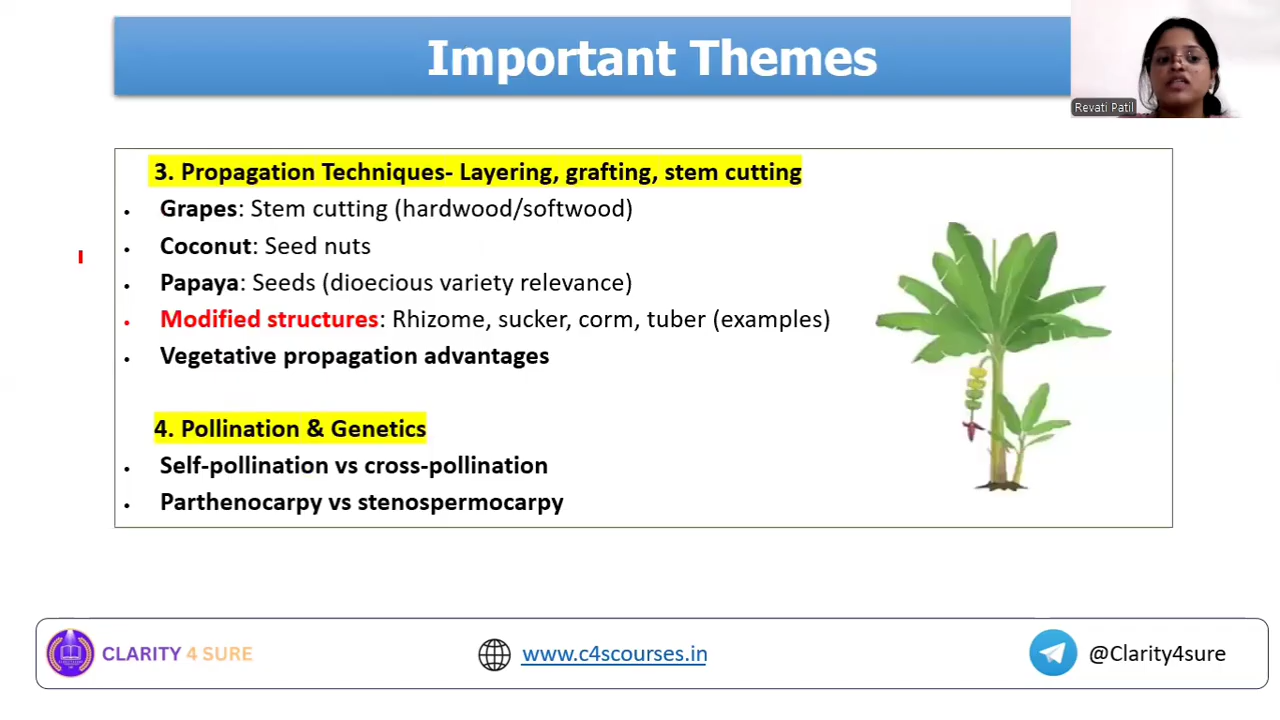 Important Themes
Revati Patil
3. Propagation Techniques- Layering, grafting, stem cutting
• Grapes: Stem cutting (hardwood/softwood)
• Coconut: Seed nuts
• Papaya: Seeds (dioecious variety relevance)
• Modified structures: Rhizome, sucker, corm, tuber (examples)
• Vegetative propagation advantages
4. Pollination & Genetics
• Self-pollination vs cross-pollination
• Parthenocarpy vs stenospermocarpy
CLARITY 4 SURE
www.c4scourses.in
@Clarity4sure